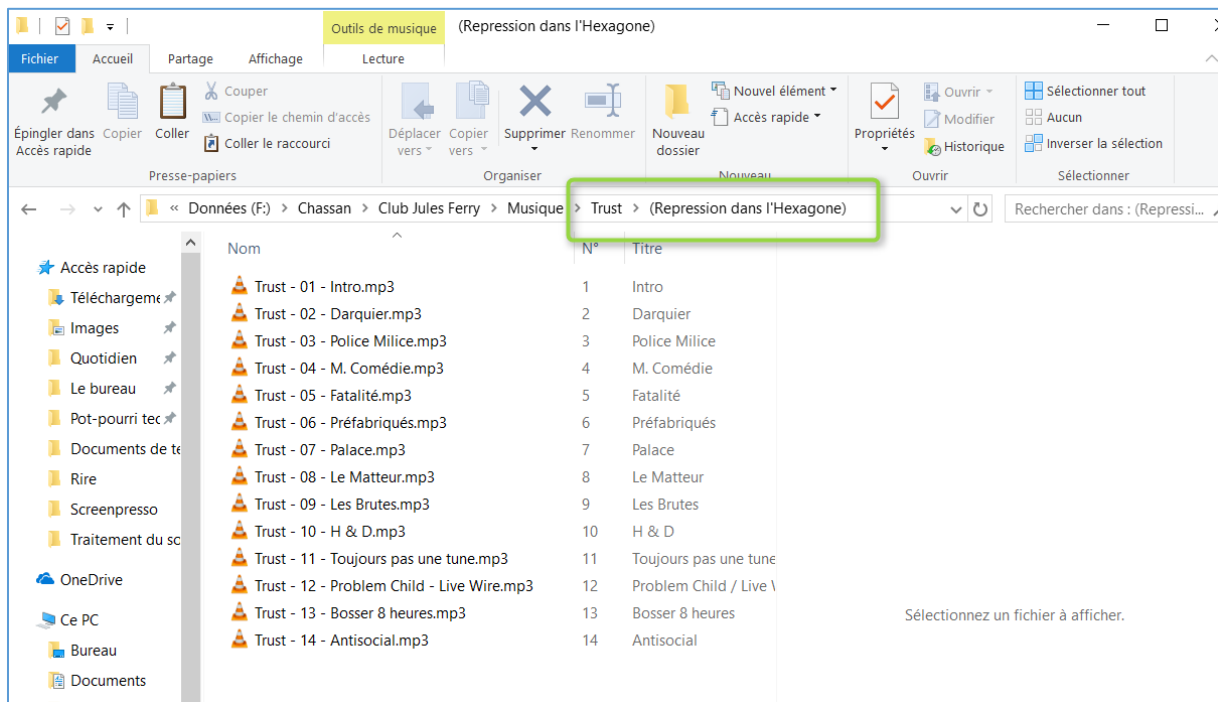 Outils de musique (Repression dans l'Hexagone)
Fichier Accueil Partage Affichage Lecture
Épingler dans Accès rapide
Copier
Coller
Couper
Copier le chemin d'accès
Coller le raccourci
Déplacer vers
Copier vers
Supprimer
Renommer
Nouveau dossier
Nouvel élément
Accès rapide
Propriétés
Ouvrir
Modifier
Historique
Sélectionner tout
Aucun
Inverser la sélection
Presse-papiers Organiser Nouveau Ouvrir Sélectionner
« Données (F:) > Chassan > Club Jules Ferry > Musique > Trust > (Repression dans l'Hexagone) Rechercher dans : (Repressi...
Nom N° Titre
Accès rapide
Téléchargeme
Images
Quotidien
Le bureau
Pot-pourri tec
Documents de te
Rire
Screenpresso
Traitement du so
OneDrive
Ce PC
Bureau
Documents
Trust - 01 - Intro.mp3 1 Intro
Trust - 02 - Darquier.mp3 2 Darquier
Trust - 03 - Police Milice.mp3 3 Police Milice
Trust - 04 - M. Comédie.mp3 4 M. Comédie
Trust - 05 - Fatalité.mp3 5 Fatalité
Trust - 06 - Préfabriqués.mp3 6 Préfabriqués
Trust - 07 - Palace.mp3 7 Palace
Trust - 08 - Le Matteur.mp3 8 Le Matteur
Trust - 09 - Les Brutes.mp3 9 Les Brutes
Trust - 10 - H & D.mp3 10 H & D
Trust - 11 - Toujours pas une tune.mp3 11 Toujours pas une tune
Trust - 12 - Problem Child - Live Wire.mp3 12 Problem Child / Live
Trust - 13 - Bosser 8 heures.mp3 13 Bosser 8 heures
Trust - 14 - Antisocial.mp3 14 Antisocial
Sélectionnez un fichier à afficher.